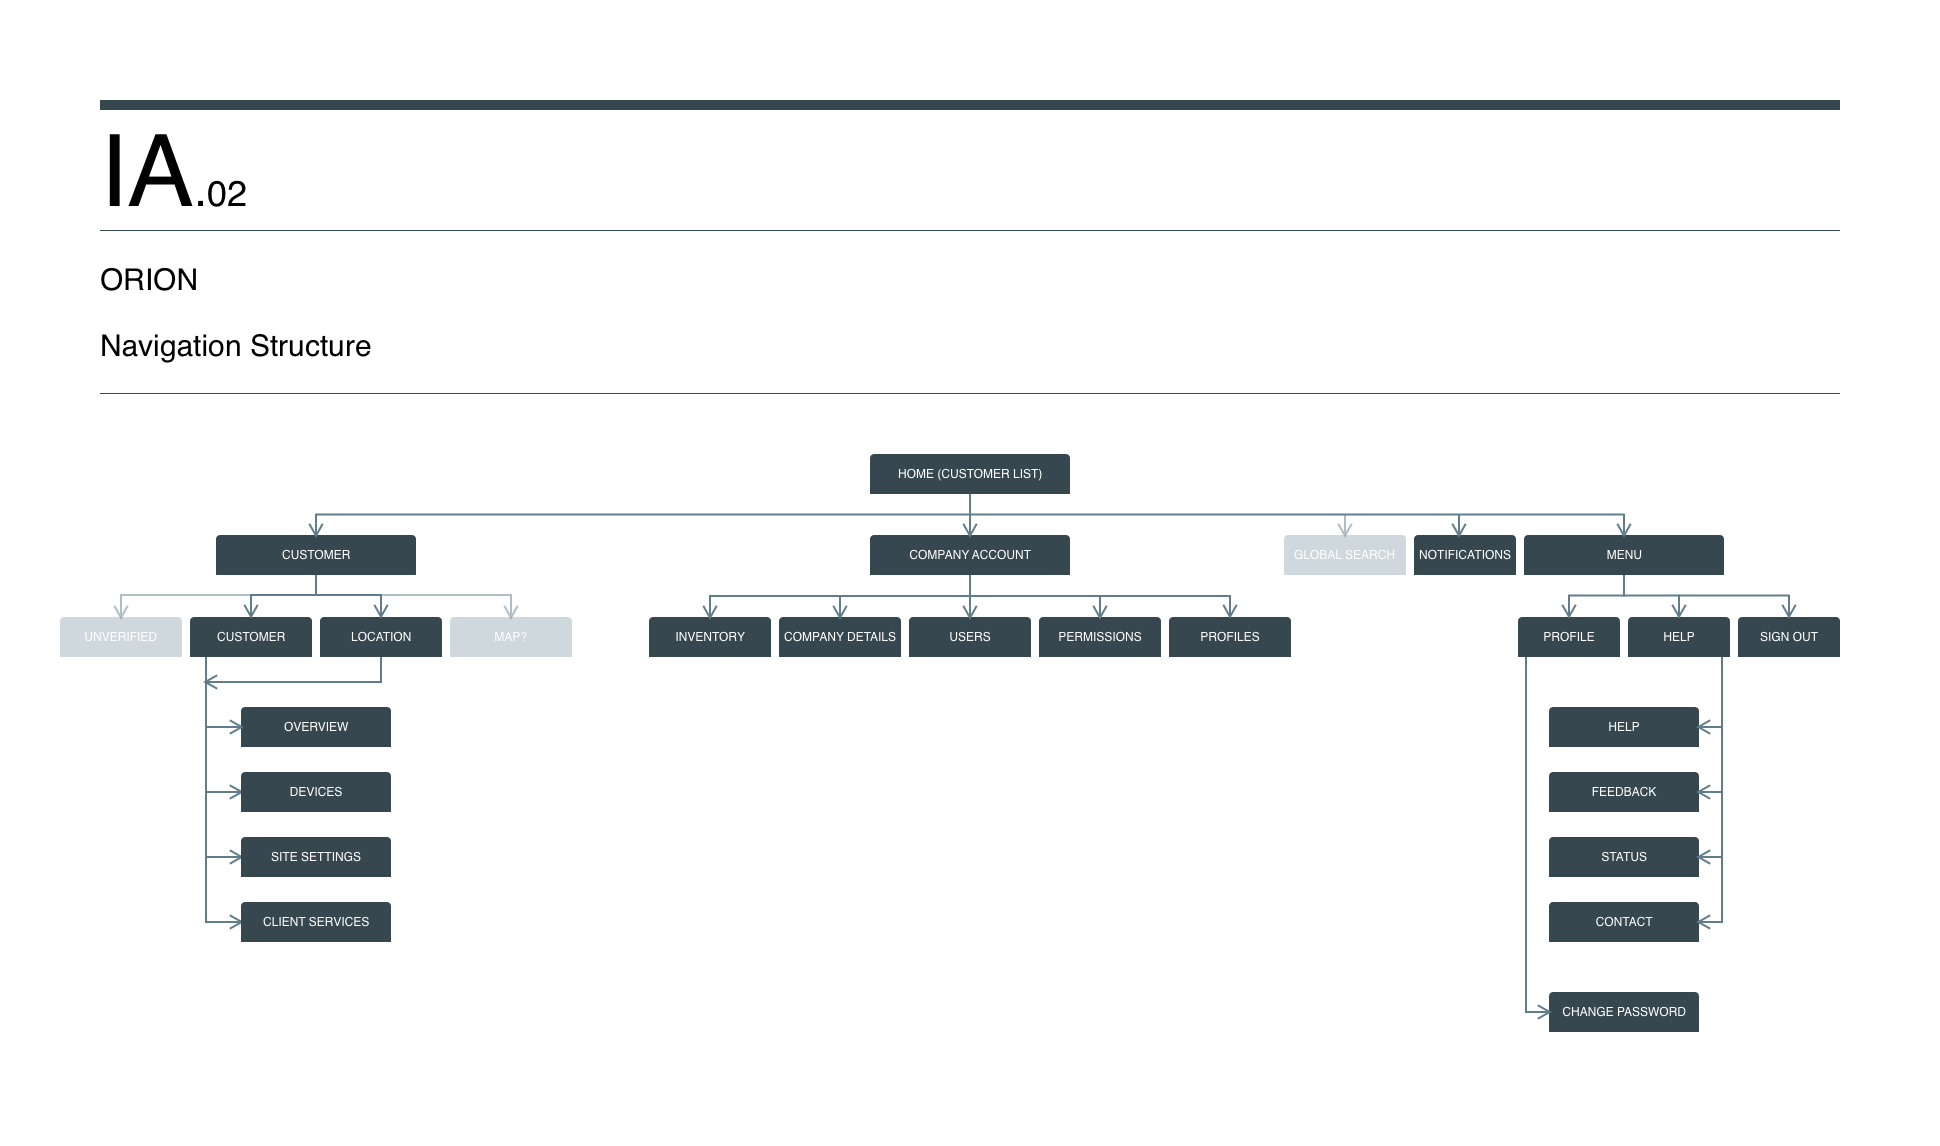 IA.02
ORION
Navigation Structure
HOME (CUSTOMER LIST)
CUSTOMER
COMPANY ACCOUNT
GLOBAL SEARCH
NOTIFICATIONS
MENU
UNVERIFIED
CUSTOMER
LOCATION
MAP?
INVENTORY
COMPANY DETAILS
USERS
PERMISSIONS
PROFILES
PROFILE
HELP
SIGN OUT
OVERVIEW
DEVICES
SITE SETTINGS
CLIENT SERVICES
HELP
FEEDBACK
STATUS
CONTACT
CHANGE PASSWORD